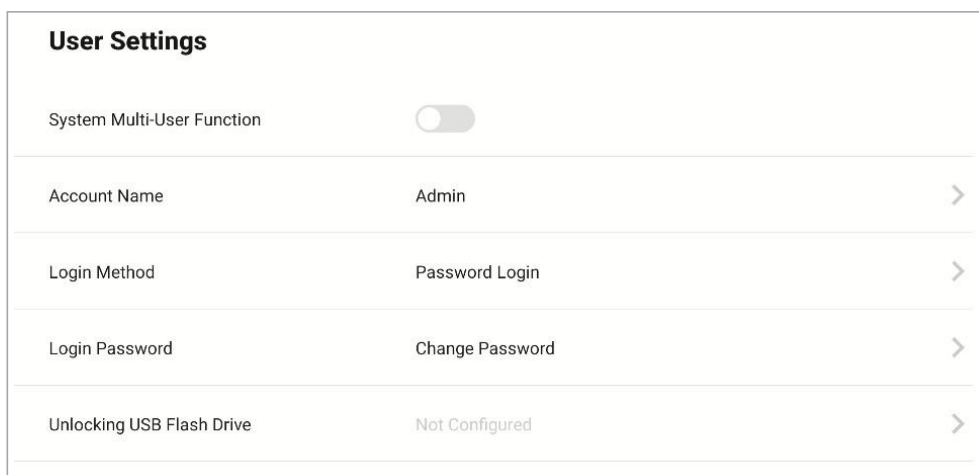 User Settings
System Multi-User Function
Account Name Admin
Login Method Password Login
Login Password Change Password
Unlocking USB Flash Drive Not Configured